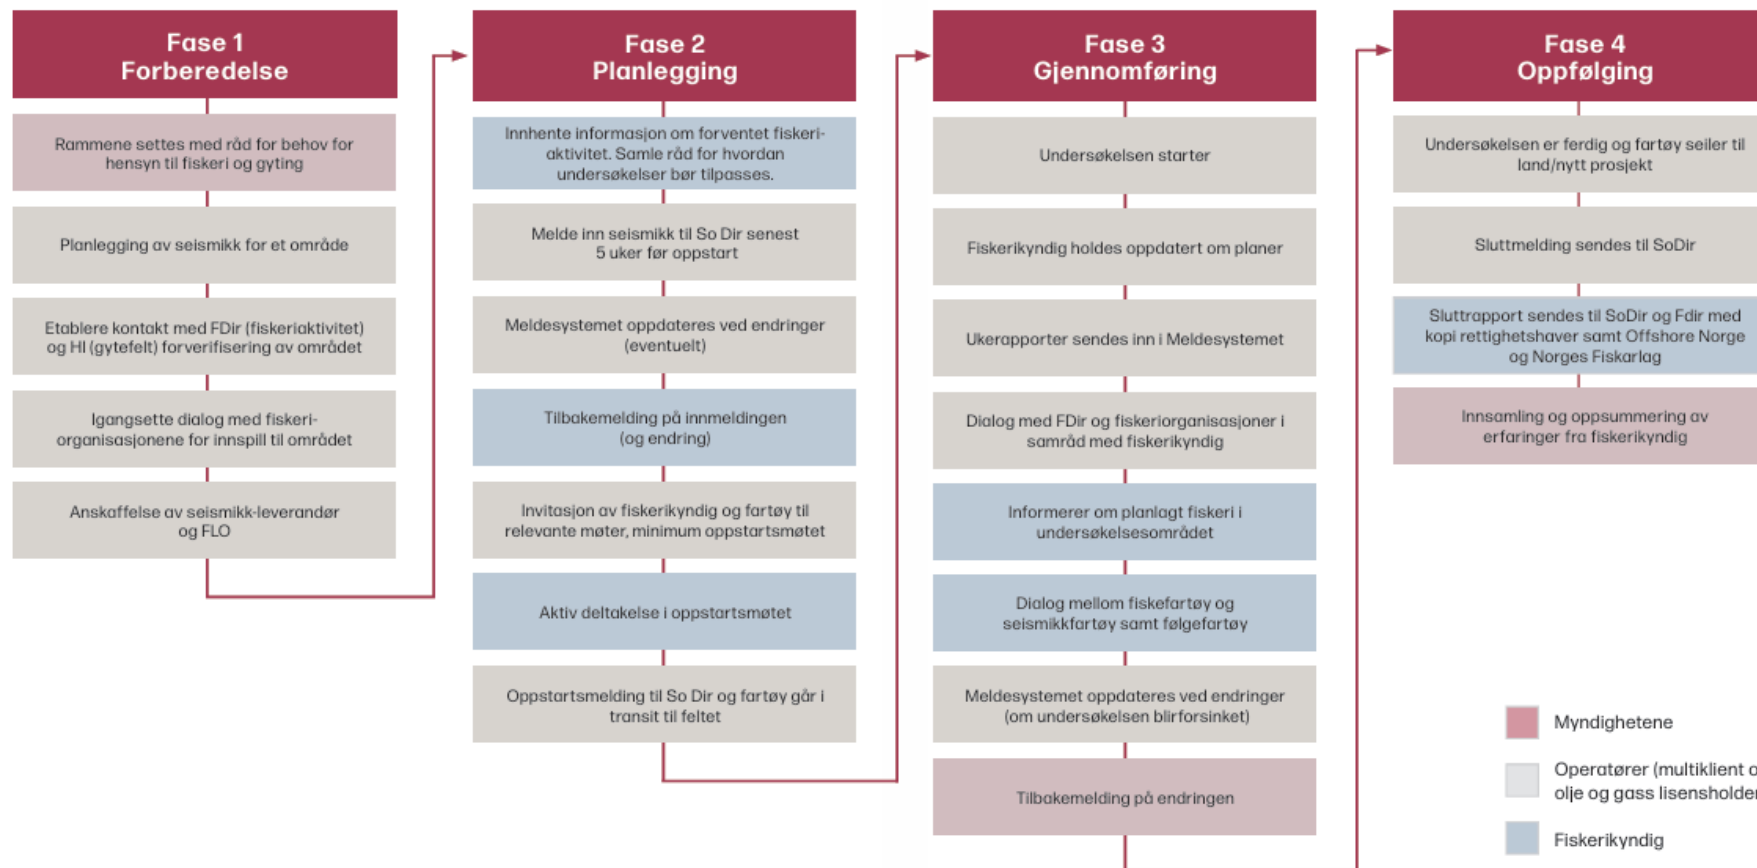 Fase 1
Forberedelse
Rammene settes med råd for behov for
hensyn til fiskeri og gyting
Planlegging av seismikk for et område
Etablere kontakt med FDir (fiskeriaktivitet)
og HI (gytefelt) forverifisering av området
Igangsette dialog med fiskeri-
organisasjonene for innspill til området
Anskaffelse av seismikk-leverandør
og FLO
Fase 2
Planlegging
Innhente informasjon om forventet fiskeri-
aktivitet. Samle råd for hvordan
undersøkelser bør tilpasses.
Melde inn seismikk til So Dir senest
5 uker før oppstart
Meldesystemet oppdateres ved endringer
(eventuelt)
Tilbakemelding på innmeldingen
(og endring)
Invitasjon av fiskerikyndig og fartøy til
relevante møter, minimum oppstartsmøtet
Aktiv deltakelse i oppstartsmøtet
Oppstartsmelding til So Dir og fartøy går i
transit til feltet
Fase 3
Gjennomføring
Undersøkelsen starter
Fiskerikyndig holdes oppdatert om planer
Ukerapporter sendes inn i Meldesystemet
Dialog med FDir og fiskeriorganisasjoner i
samråd med fiskerikyndig
Informerer om planlagt fiskeri i
undersøkelsesområdet
Dialog mellom fiskefartøy og
seismikkfartøy samt følgefartøy
Meldesystemet oppdateres ved endringer
(om undersøkelsen blirforsinket)
Tilbakemelding på endringen
Fase 4
Oppfølging
Undersøkelsen er ferdig og fartøy seiler til
land/nytt prosjekt
Sluttmelding sendes til SoDir
Sluttrapport sendes til SoDir og Fdir med
kopi rettighetshaver samt Offshore Norge
og Norges Fiskarlag
Innsamling og oppsummering av
erfaringer fra fiskerikyndig
Myndighetene
Operatører (multiklient
olje og gass lisensholder
Fiskerikyndig